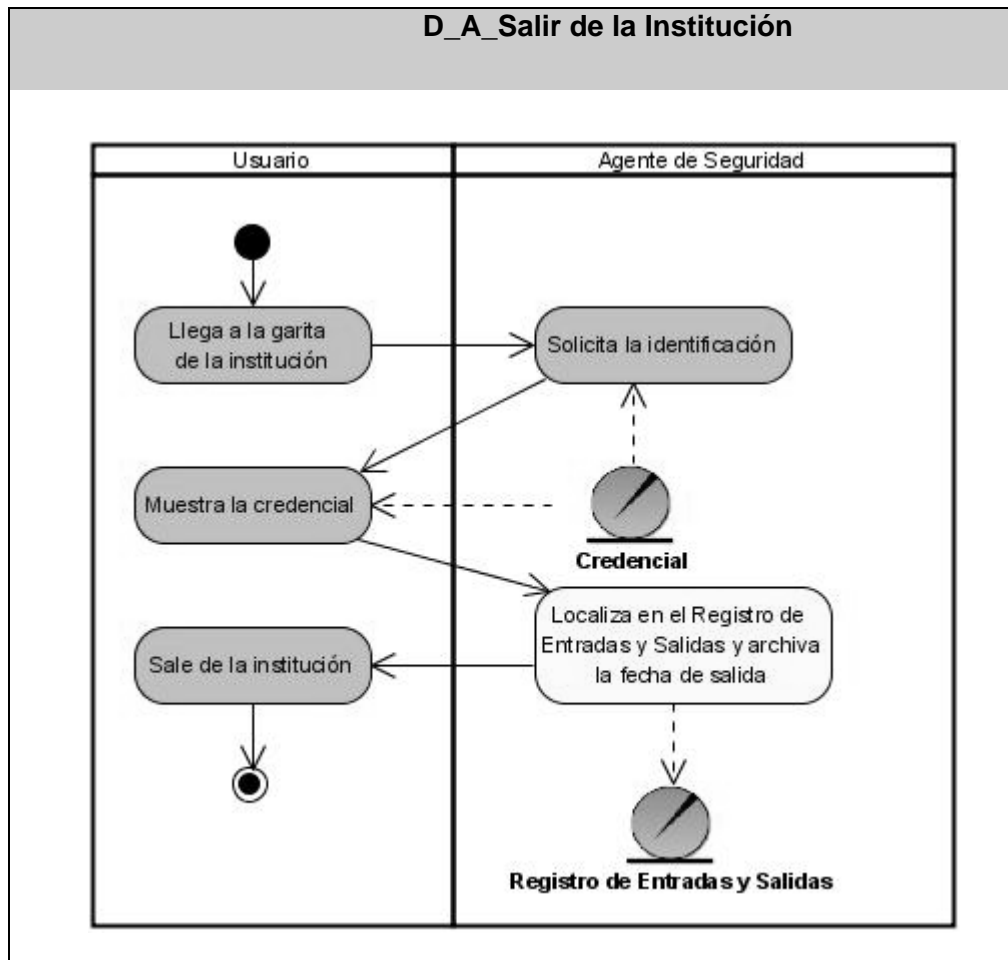 D_A_Salir de la Institución
Usuario
Agente de Seguridad
Llega a la garita
de la institución
Solicita la identificación
Muestra la credencial
Credencial
Localiza en el Registro de
Entradas y Salidas y archiva
la fecha de salida
Sale de la institución
Registro de Entradas y Salidas